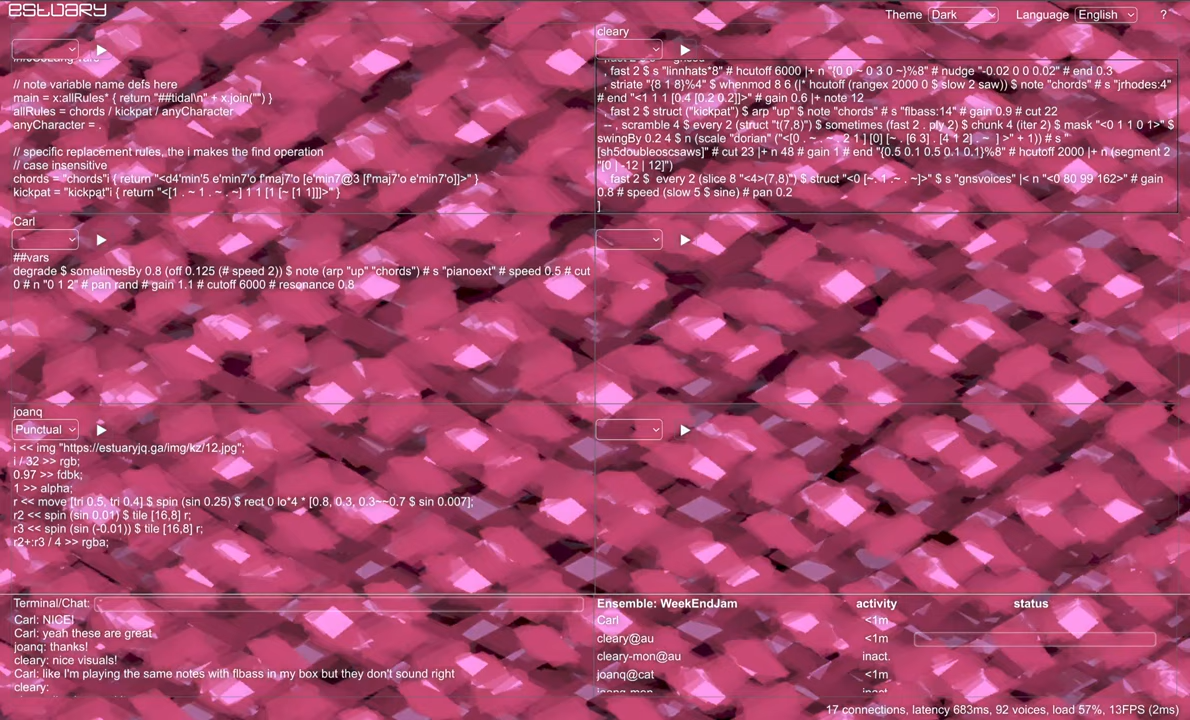 estuary
Theme Dark Language English ?
// note variable name defs here
main = x:allRules* { return "##tidal\n" + x.join("") }
allRules = chords / kickpat / anyCharacter
anyCharacter = .
// specific replacement rules, the i makes the find operation
// case insensitive
chords = "chords"i { return "<d4'min'5 e'min7'o f'maj7'o [e'min7@3 [f'maj7'o e'min7'o]]>" }
kickpat = "kickpat"i { return "<[1 . ~ 1 . ~ . ~] 1 1 [1 [~ [1 1]]]>" }
cleary
, fast 2 $ s "linnhats*8" # hcutoff 6000 |+ n "{0 0 ~ 0 3 0 ~}%8" # nudge "-0.02 0 0 0.02" # end 0.3
, striate "{8 1 8}%4" $ whenmod 8 6 (|* hcutoff (rangex 2000 0 $ slow 2 saw)) $ note "chords" # s "jrhodes:4"
# end "<1 1 1 [0.4 [0.2 0.2]]>" # gain 0.6 |+ note 12
, fast 2 $ struct ("kickpat") $ arp "up" $ note "chords" # s "flbass:14" # gain 0.9 # cut 22
-- , scramble 4 $ every 2 (struct "t(7,8)") $ sometimes (fast 2 . ply 2) $ chunk 4 (iter 2) $ mask "<0 1 1 0 1>" $
swingBy 0.2 4 $ n (scale "dorian" ("<[0 . ~ . 2 1 ] [0] [~ . [6 3] . [4 1 2] . ~ ] >" + 1)) # s "
[sh5doubleoscsaws]" # cut 23 |+ n 48 # gain 1 # end "{0.5 0.1 0.5 0.1 0.1}%8" # hcutoff 2000 |+ n (segment 2
"[0 | -12 | 12]")
, fast 2 $ every 2 (slice 8 "<4>(7,8)") $ struct "<0 [~. 1 .~ . ~]>" $ s "gnsvoices" |< n "<0 80 99 162>" # gain
0.8 # speed (slow 5 $ sine) # pan 0.2
]
Carl
##vars
degrade $ sometimesBy 0.8 (off 0.125 (# speed 2)) $ note (arp "up" "chords") # s "pianoext" # speed 0.5 # cut
0 # n "0 1 2" # pan rand # gain 1.1 # cutoff 6000 # resonance 0.8
joanq
Punctual
i << img "https://estuaryjq.ga/img/kz/12.jpg";
i / 32 >> rgb;
0.97 >> fdbk;
1 >> alpha;
r << move [tri 0.5, tri 0.4] $ spin (sin 0.25) $ rect 0 lo*4 * [0.8, 0.3, 0.3~~0.7 $ sin 0.007];
r2 << spin (sin 0.01) $ tile [16,8] r;
r3 << spin (sin (-0.01)) $ tile [16,8] r;
r2+:r3 / 4 >> rgba;
Terminal/Chat:
Carl: NICE!
Carl: yeah these are great
joanq: thanks!
cleary: nice visuals!
Carl: like I'm playing the same notes with flbass in my box but they don't sound right
cleary:
Ensemble: WeekEndJam activity status
Carl <1m
cleary@au <1m
cleary-mon@au inact.
joanq@cat <1m
17 connections, latency 683ms, 92 voices, load 57%, 13FPS (2ms)